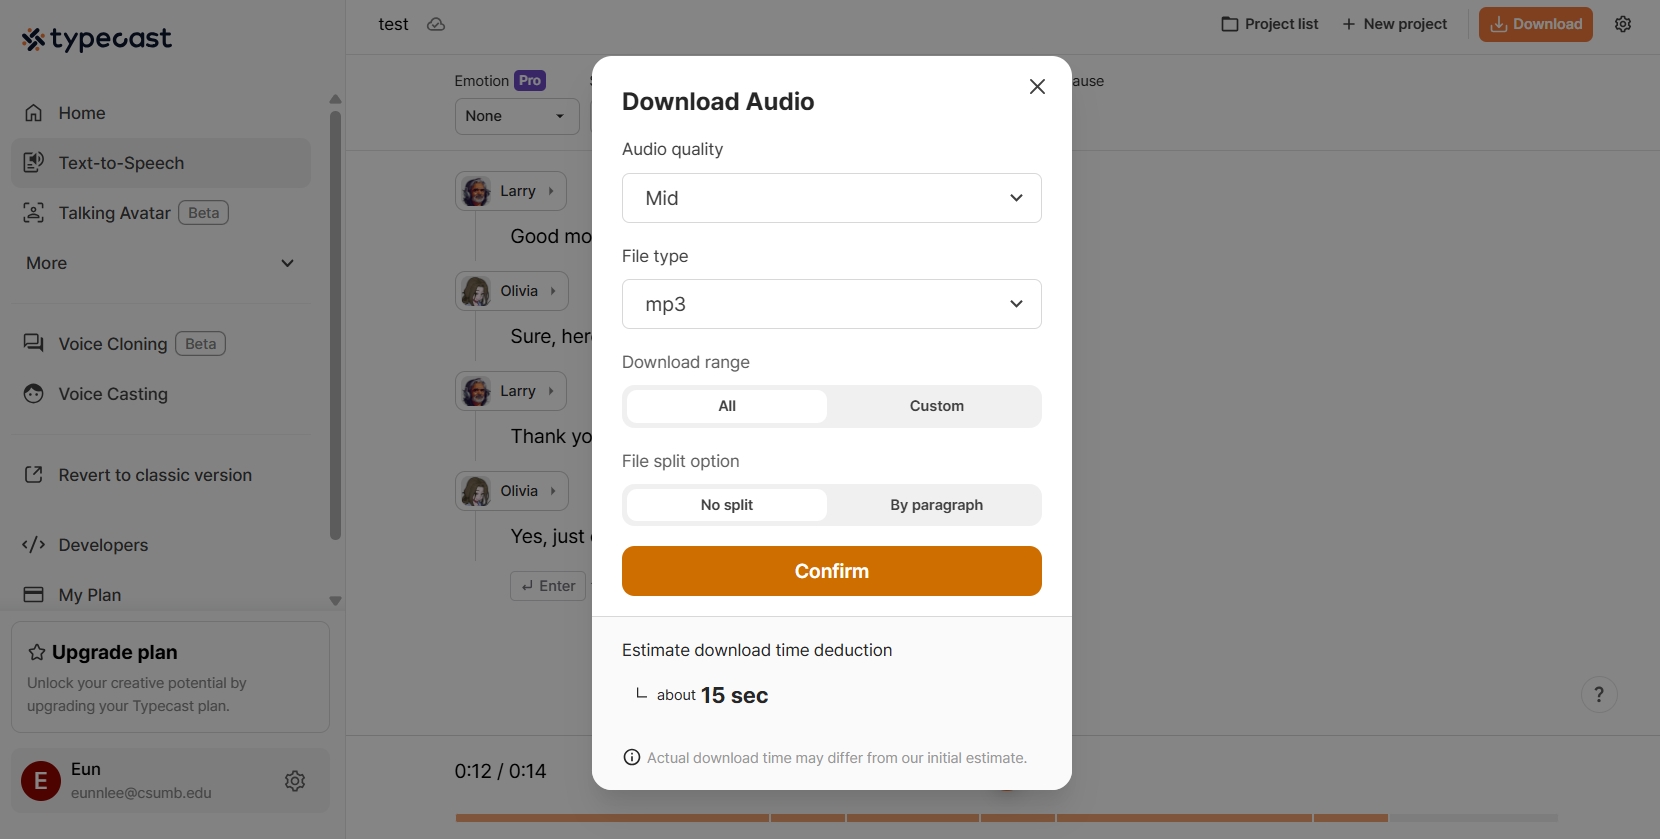 typecast
Home
Text-to-Speech
Talking Avatar Beta
More
Voice Cloning Beta
Voice Casting
Revert to classic version
Developers
My Plan
Upgrade plan
Unlock your creative potential by
upgrading your Typecast plan.
E
Eun
eunnlee@csumb.edu
test
Project list
New project
Download
Emotion Pro
None
ause
Larry
Good mo
Olivia
Sure, her
Larry
Thank yo
Olivia
Yes, just
Enter
0:12 / 0:14
?
Download Audio
Audio quality
Mid
File type
mp3
Download range
All Custom
File split option
No split By paragraph
Confirm
Estimate download time deduction
about 15 sec
Actual download time may differ from our initial estimate.